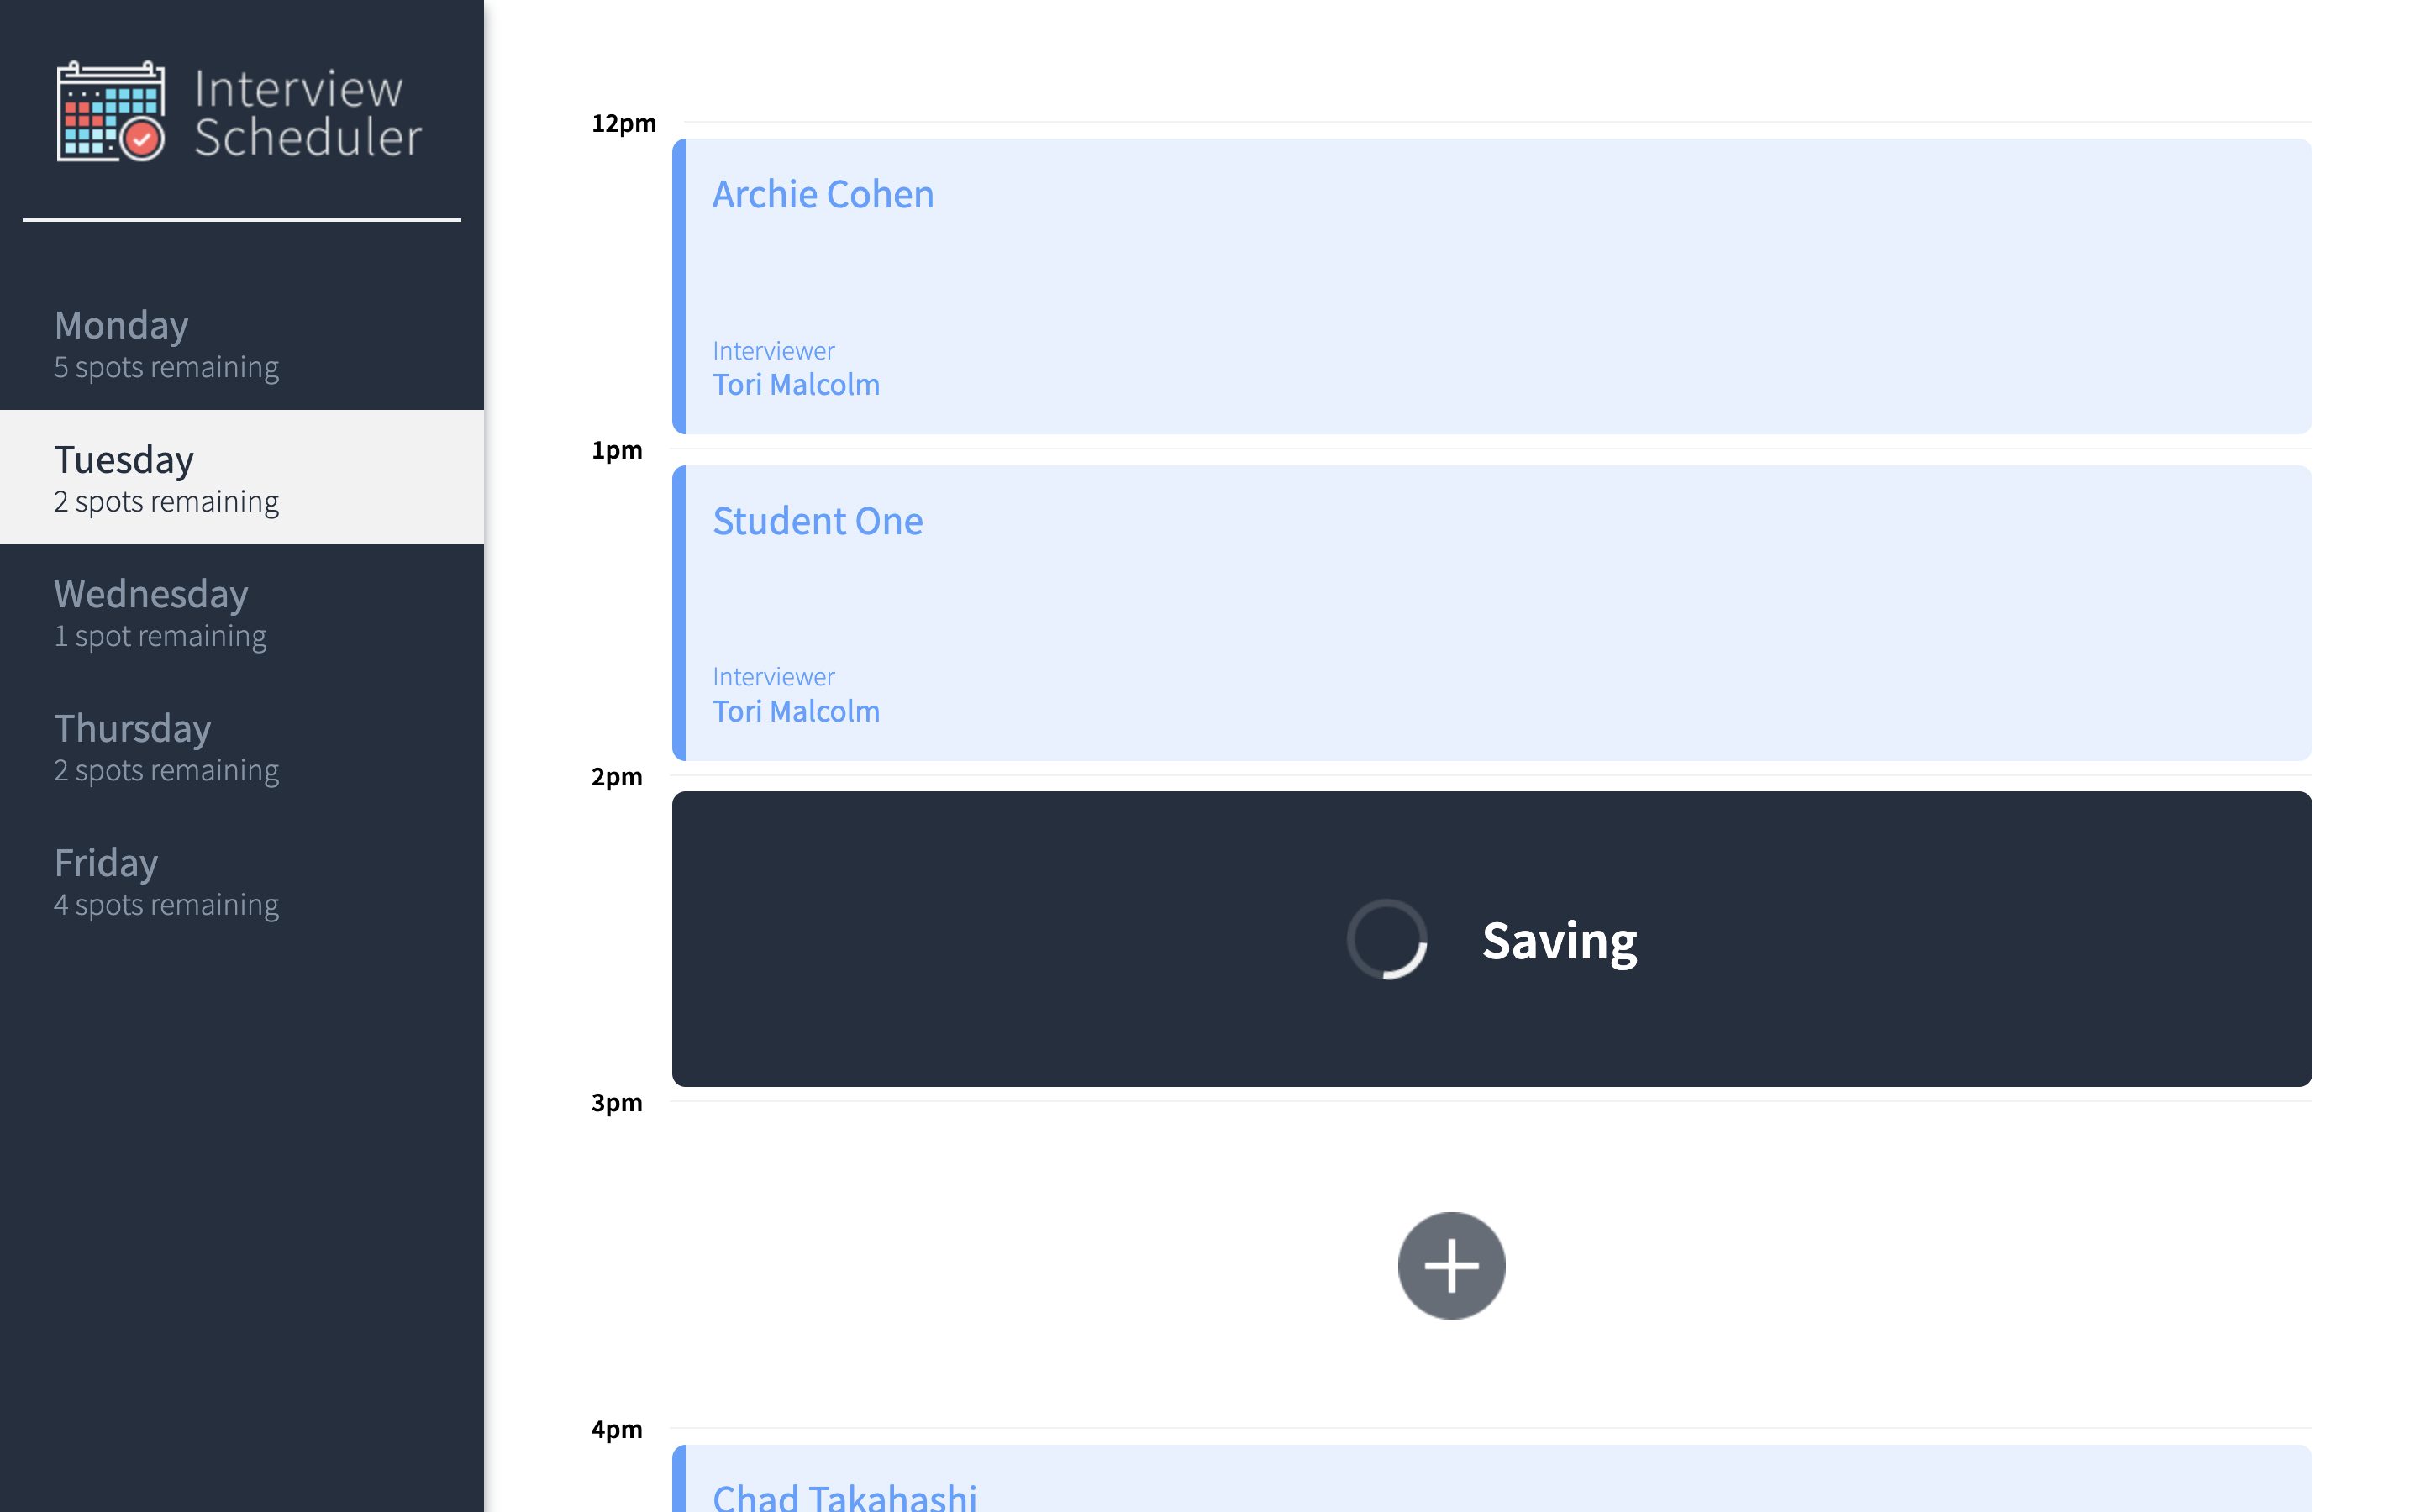 Interview
Scheduler
Monday
5 spots remaining
Tuesday
2 spots remaining
Wednesday
1 spot remaining
Thursday
2 spots remaining
Friday
4 spots remaining
12pm
Archie Cohen
Interviewer
Tori Malcolm
1pm
Student One
Interviewer
Tori Malcolm
2pm
Saving
3pm
4pm
Chad Takahashi